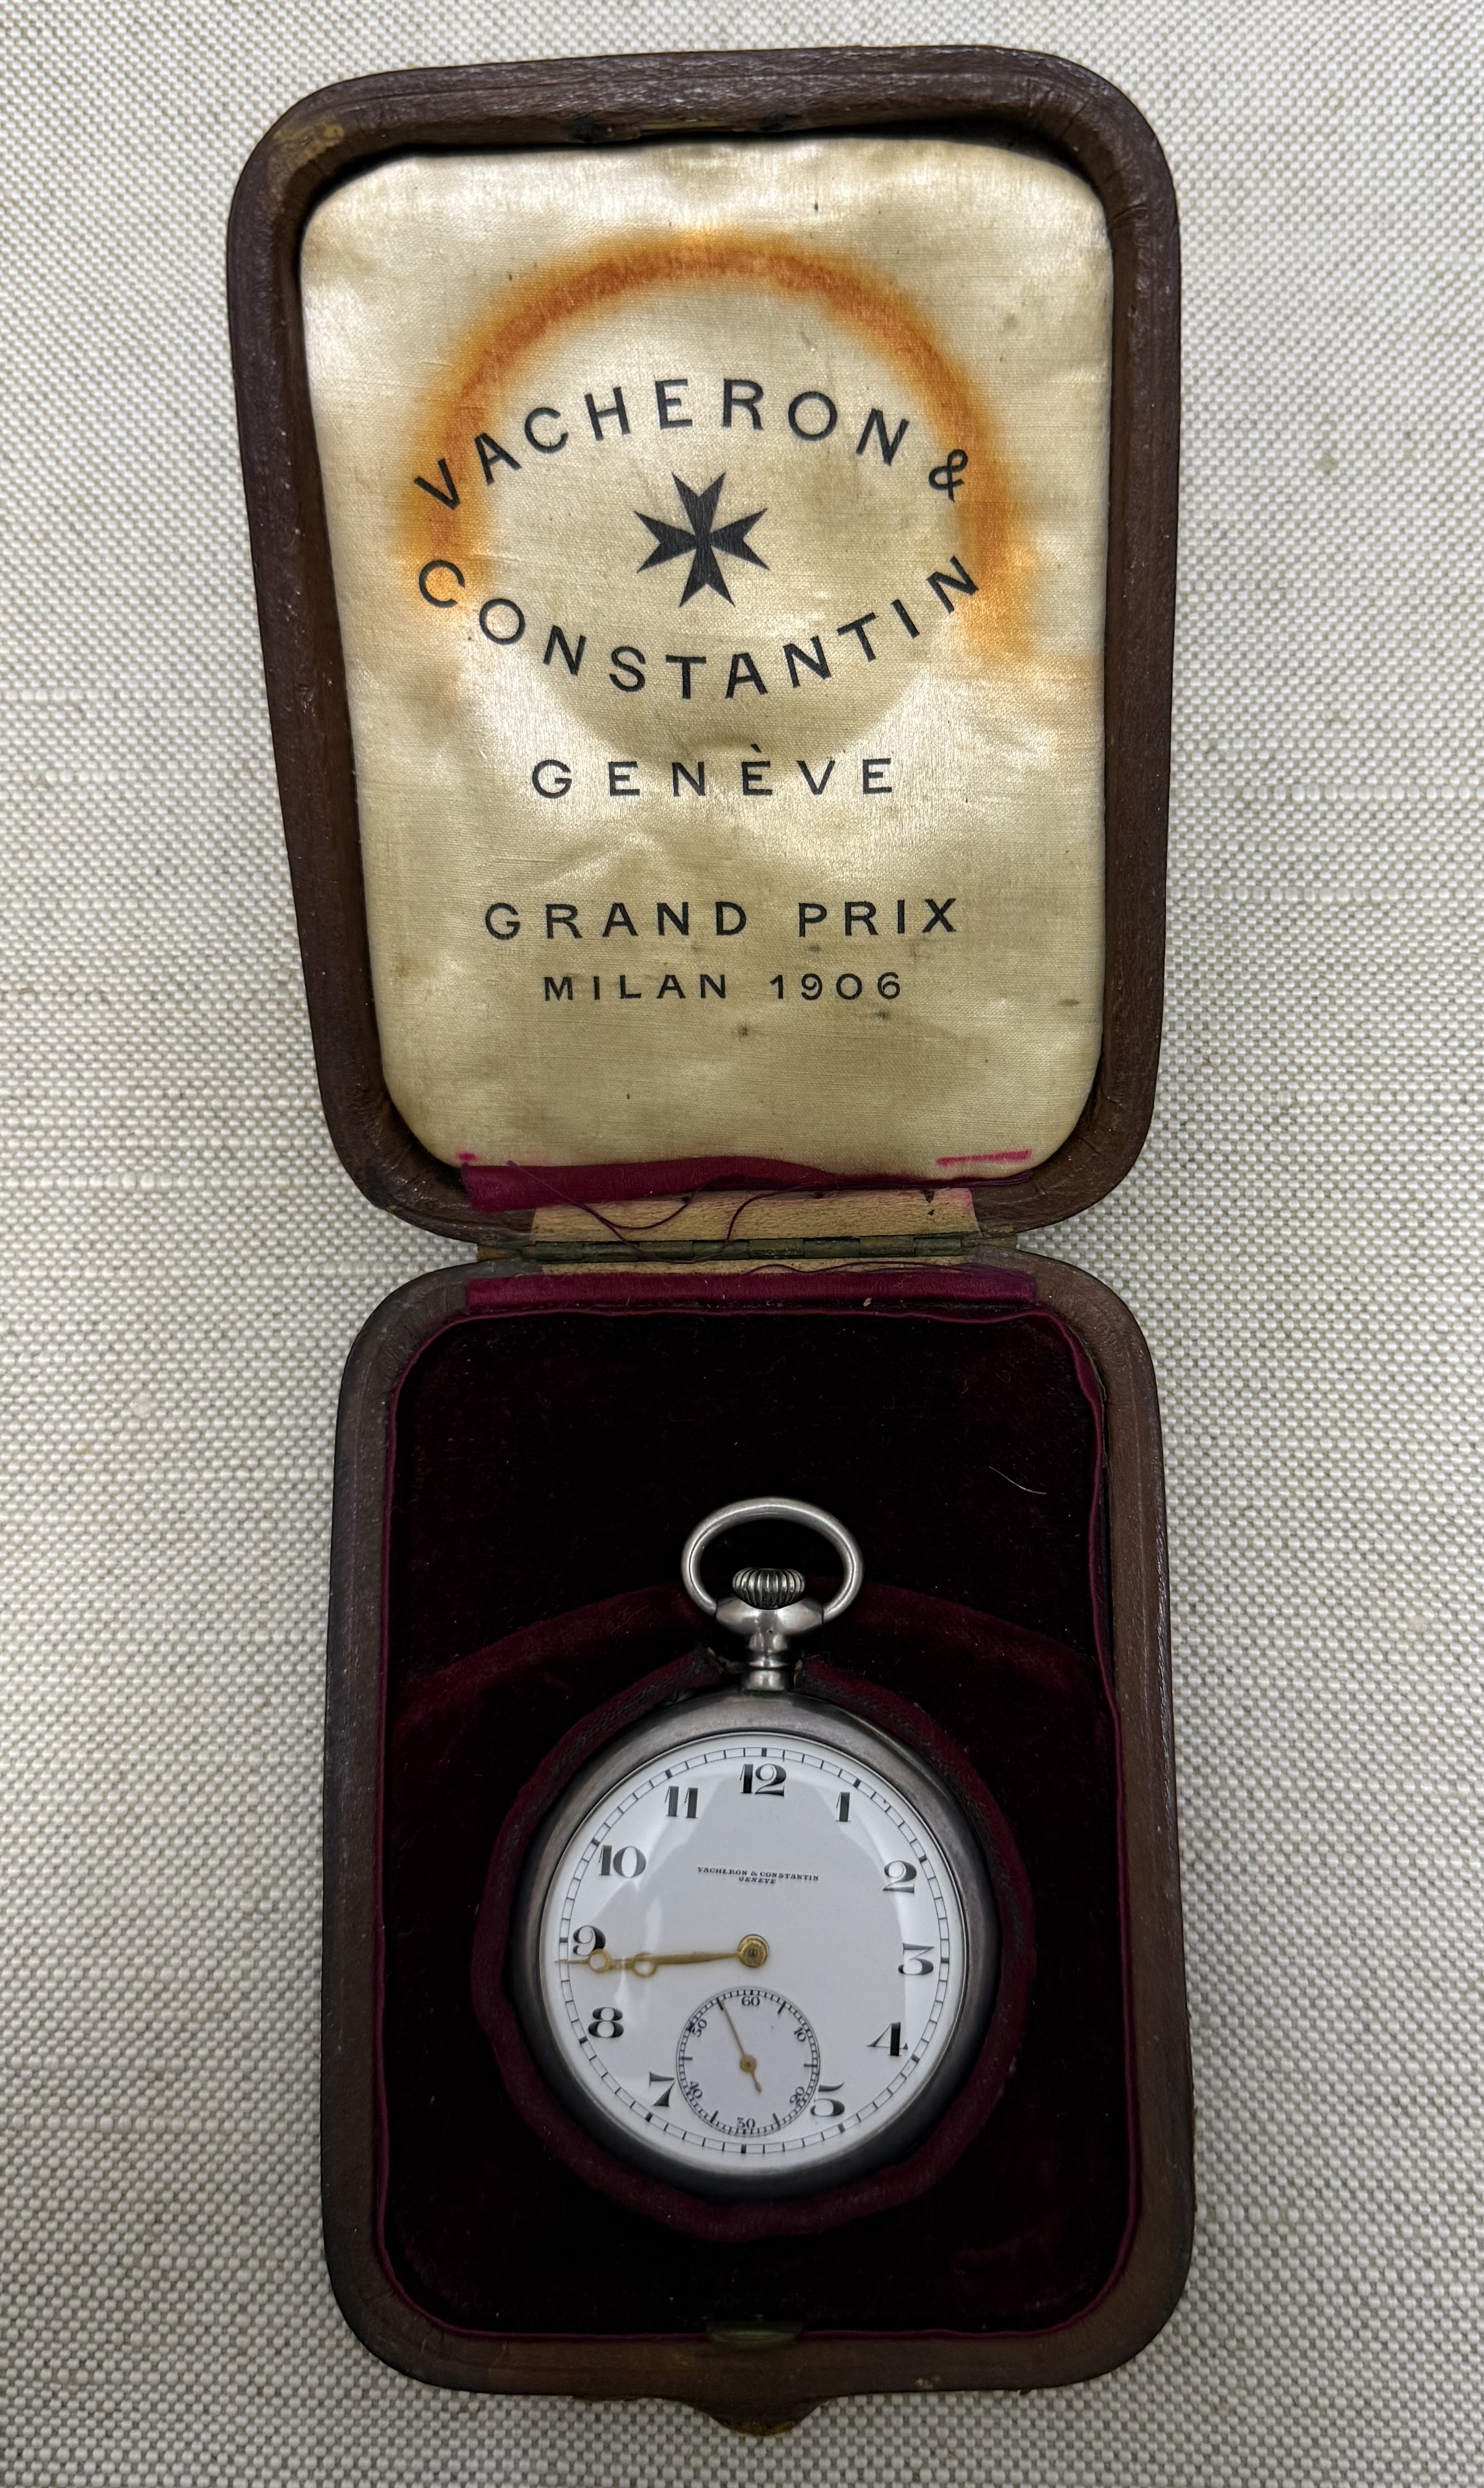 VACHERON &
CONSTANTIN
GENÈVE
GRAND PRIX
MILAN 1906
12
11 1
10 2
VACHERON & CONSTANTIN
GENÈVE
9 3
8 4
7 5
60
50 10
40 20
30